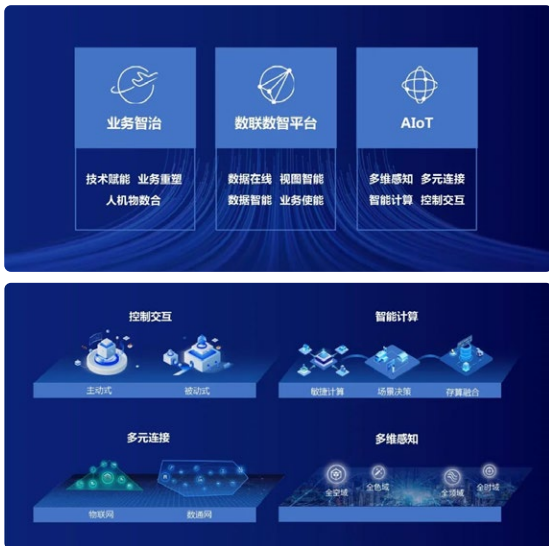 业务智治
数联数智平台
AIoT
技术赋能 业务重塑
人机物数合
数据在线 视图智能
数据智能 业务使能
多维感知 多元连接
智能计算 控制交互
控制交互
主动式
被动式
智能计算
敏捷计算
场景决策
存算融合
多元连接
物联网
数通网
多维感知
全空域
全色域
全频域
全时域